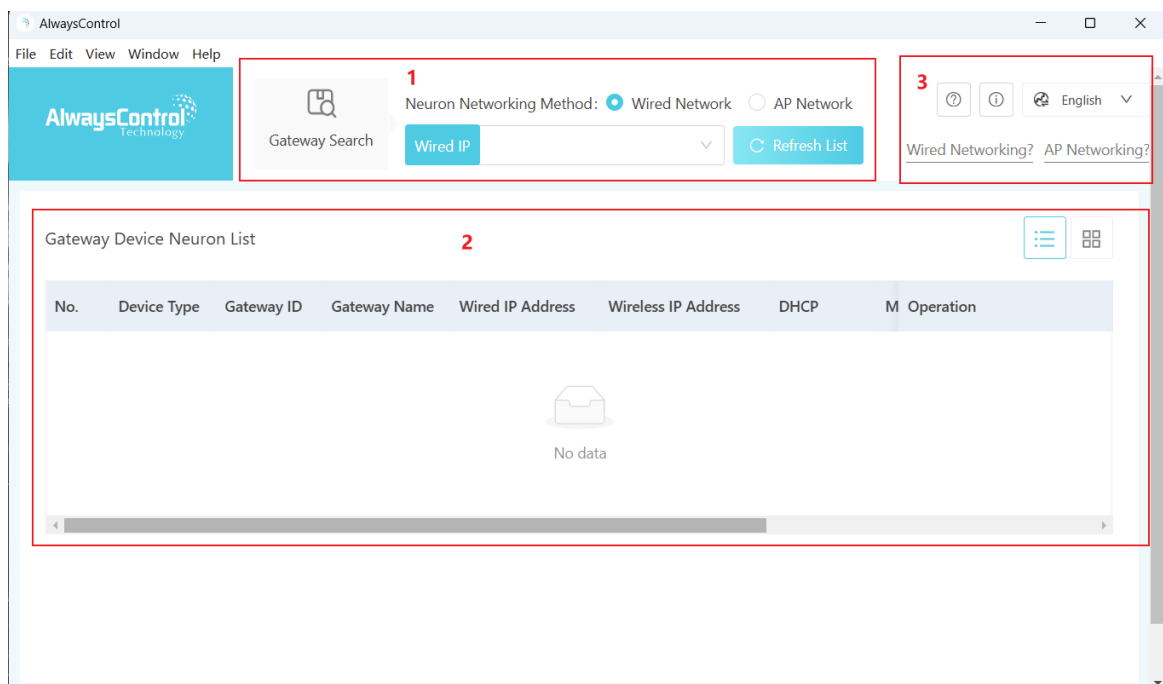 AlwaysControl
File Edit View Window Help
AlwaysControl
Technology
Gateway Search
1
Neuron Networking Method: Wired Network AP Network
Wired IP
Refresh List
3
English
Wired Networking? AP Networking?
Gateway Device Neuron List
2
No. Device Type Gateway ID Gateway Name Wired IP Address Wireless IP Address DHCP M Operation
No data